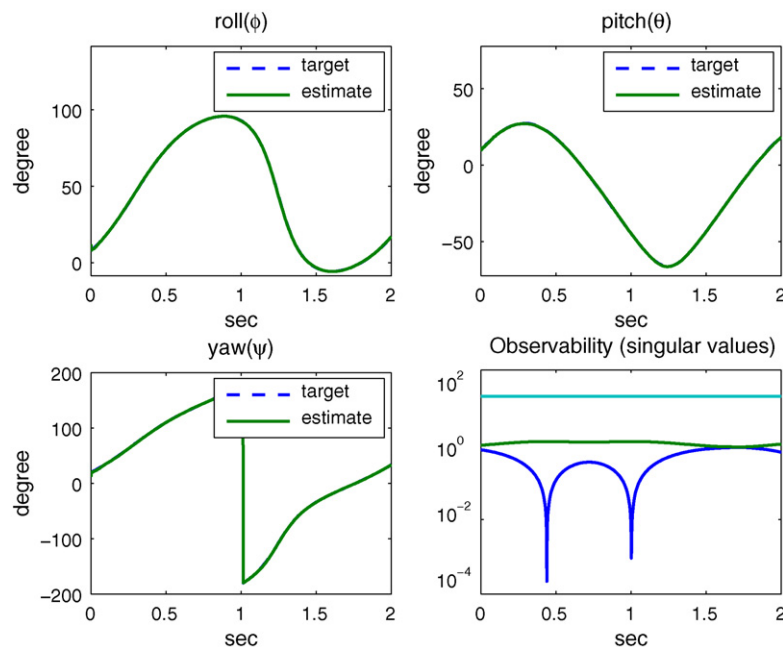 roll(ϕ)
target
estimate
degree
100
50
0
0
0.5
1
1.5
2
sec
pitch(θ)
target
estimate
degree
50
0
−50
0
0.5
1
1.5
2
sec
yaw(ψ)
target
estimate
degree
200
100
0
−100
−200
0
0.5
1
1.5
2
sec
Observability (singular values)
10^2
10^0
10^−2
10^−4
0
0.5
1
1.5
2
sec